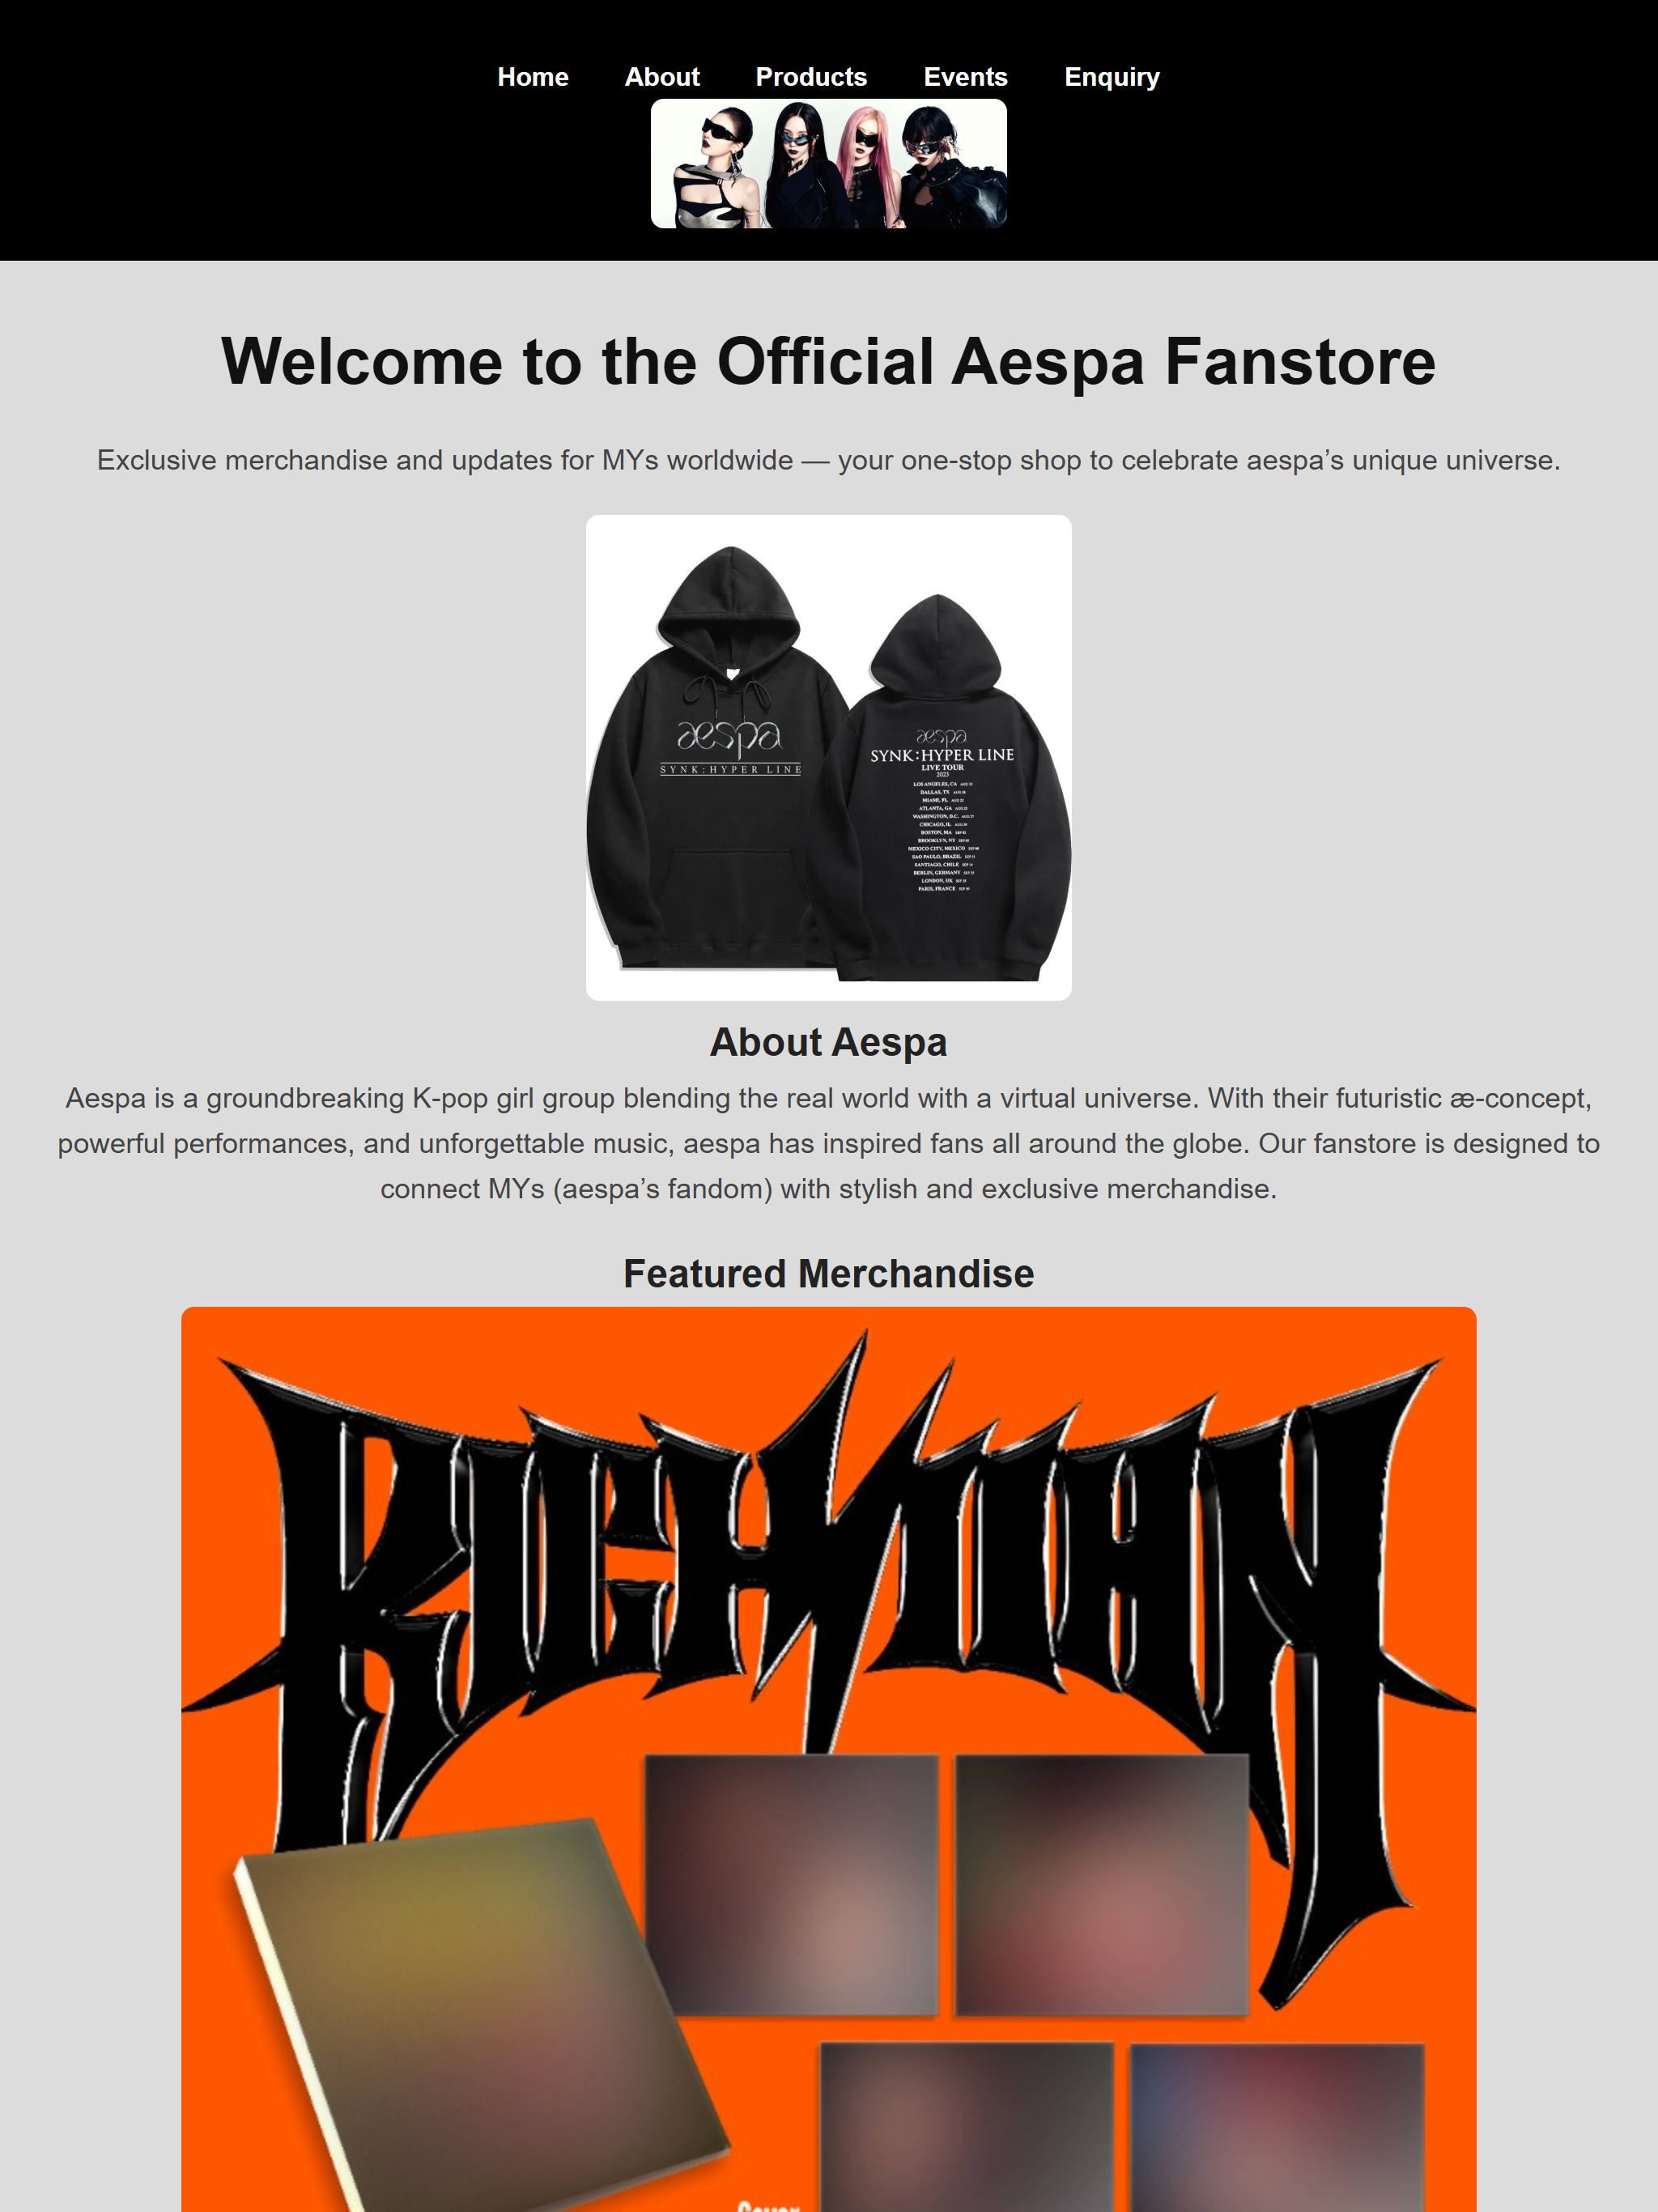 Home About Products Events Enquiry
Welcome to the Official Aespa Fanstore
Exclusive merchandise and updates for MYs worldwide — your one-stop shop to celebrate aespa’s unique universe.
aespa
SYNK : HYPER LINE
aespa
SYNK : HYPER LINE
LIVE TOUR
2023
LOS ANGELES, CA
DALLAS, TX
MIAMI, FL
ATLANTA, GA
WASHINGTON, D.C.
CHICAGO, IL
BOSTON, MA
BROOKLYN, NY
MEXICO CITY, MEXICO
SAO PAULO, BRAZIL
SANTIAGO, CHILE
BERLIN, GERMANY
LONDON, UK
PARIS, FRANCE
About Aespa
Aespa is a groundbreaking K-pop girl group blending the real world with a virtual universe. With their futuristic æ-concept,
powerful performances, and unforgettable music, aespa has inspired fans all around the globe. Our fanstore is designed to
connect MYs (aespa’s fandom) with stylish and exclusive merchandise.
Featured Merchandise